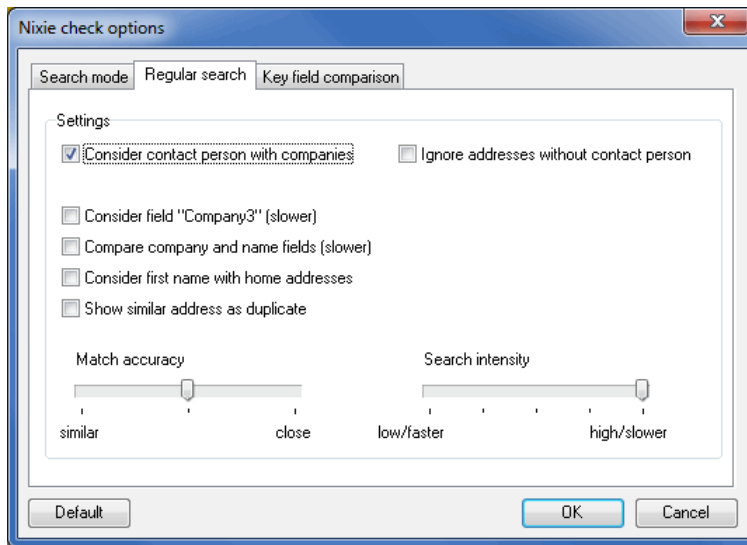 Nixie check options
Search mode
Regular search
Key field comparison
Settings
Consider contact person with companies
Ignore addresses without contact person
Consider field "Company3" (slower)
Compare company and name fields (slower)
Consider first name with home addresses
Show similar address as duplicate
Match accuracy
Search intensity
similar
close
low/faster
high/slower
Default
OK
Cancel